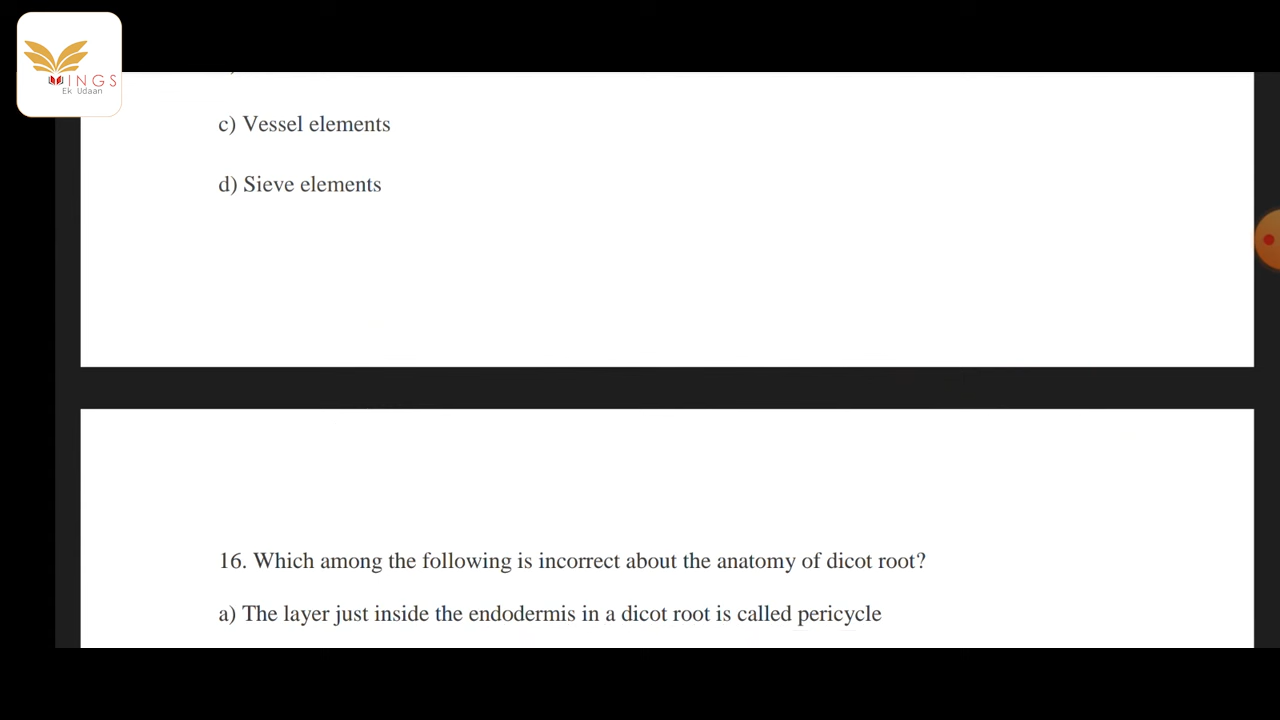 WINGS
Ek Udaan
c) Vessel elements
d) Sieve elements
16. Which among the following is incorrect about the anatomy of dicot root?
a) The layer just inside the endodermis in a dicot root is called pericycle